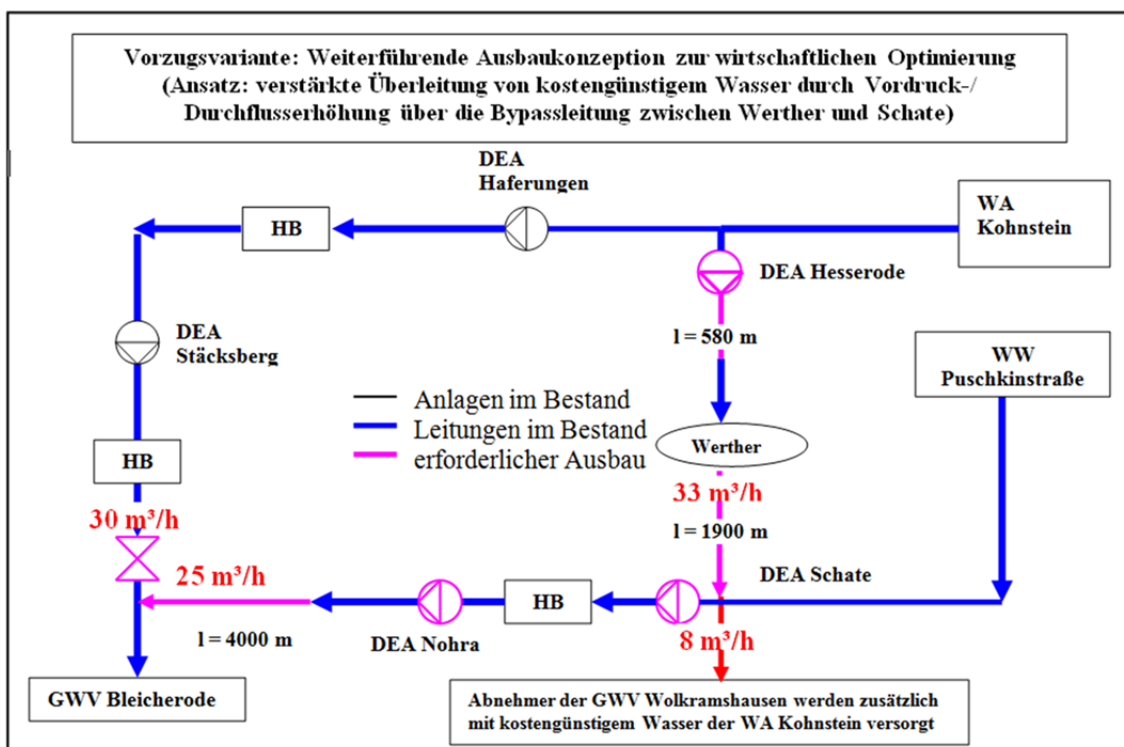 Vorzugsvariante: Weiterführende Ausbaukonzeption zur wirtschaftlichen Optimierung
(Ansatz: verstärkte Überleitung von kostengünstigem Wasser durch Vordruck-/
Durchflusserhöhung über die Bypassleitung zwischen Werther und Schate)
DEA
Haferungen
WA
Kohnstein
HB
DEA Hesserode
DEA
Stäcksberg
l = 580 m
WW
Puschkinstraße
Anlagen im Bestand
Leitungen im Bestand
erforderlicher Ausbau
Werther
HB
33 m³/h
30 m³/h
l = 1900 m
25 m³/h
DEA Schate
HB
l = 4000 m
DEA Nohra
8 m³/h
GWV Bleicherode
Abnehmer der GWV Wolkramshausen werden zusätzlich
mit kostengünstigem Wasser der WA Kohnstein versorgt